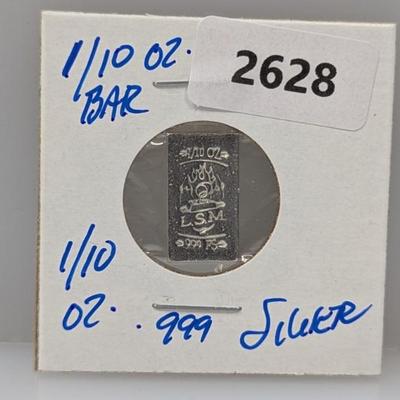 1/10 OZ.
BAR
2628
1/10 OZ
L.S.M.
.999 FS
1/10
OZ. .999 SILVER